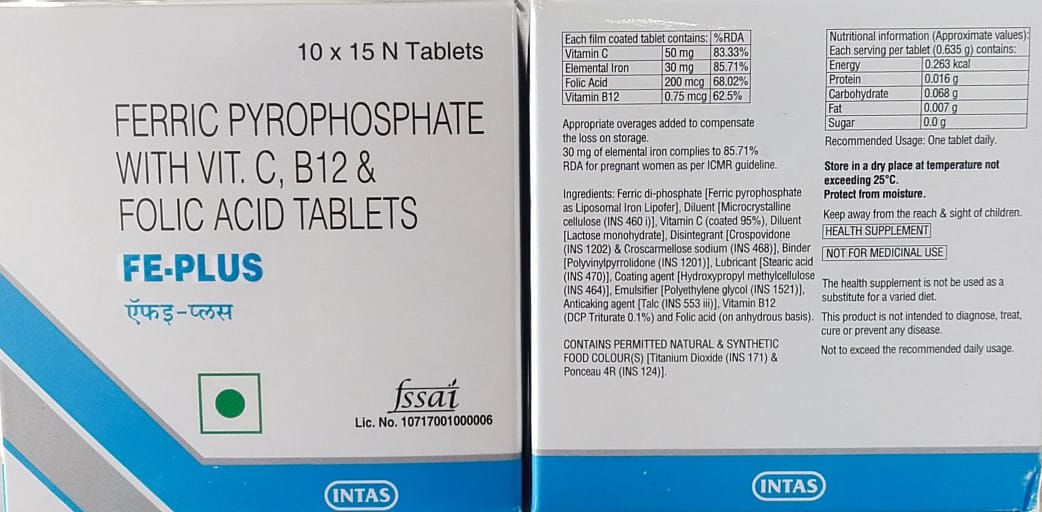 10 x 15 N Tablets
FERRIC PYROPHOSPHATE
WITH VIT. C, B12 &
FOLIC ACID TABLETS
FE-PLUS
ऍफइ-प्लस
fssai
Lic. No. 10717001000006
INTAS
Each film coated tablet contains: %RDA
Vitamin C 50 mg 83.33%
Elemental Iron 30 mg 85.71%
Folic Acid 200 mcg 68.02%
Vitamin B12 0.75 mcg 62.5%
Appropriate overages added to compensate
the loss on storage.
30 mg of elemental iron complies to 85.71%
RDA for pregnant women as per ICMR guideline.
Ingredients: Ferric di-phosphate [Ferric pyrophosphate
as Liposomal Iron Lipofer], Diluent [Microcrystalline
cellulose (INS 460 i)], Vitamin C (coated 95%), Diluent
[Lactose monohydrate], Disintegrant [Crospovidone
(INS 1202) & Croscarmellose sodium (INS 468)], Binder
[Polyvinylpyrrolidone (INS 1201)], Lubricant [Stearic acid
(INS 470)], Coating agent [Hydroxypropyl methylcellulose
(INS 464)], Emulsifier [Polyethylene glycol (INS 1521)],
Anticaking agent [Talc (INS 553 iii)], Vitamin B12
(DCP Triturate 0.1%) and Folic acid (on anhydrous basis).
CONTAINS PERMITTED NATURAL & SYNTHETIC
FOOD COLOUR(S) [Titanium Dioxide (INS 171) &
Ponceau 4R (INS 124)].
Nutritional information (Approximate values):
Each serving per tablet (0.635 g) contains:
Energy 0.263 kcal
Protein 0.016 g
Carbohydrate 0.068 g
Fat 0.007 g
Sugar 0.0 g
Recommended Usage: One tablet daily.
Store in a dry place at temperature not
exceeding 25°C.
Protect from moisture.
Keep away from the reach & sight of children.
HEALTH SUPPLEMENT
NOT FOR MEDICINAL USE
The health supplement is not be used as a
substitute for a varied diet.
This product is not intended to diagnose, treat,
cure or prevent any disease.
Not to exceed the recommended daily usage.
INTAS